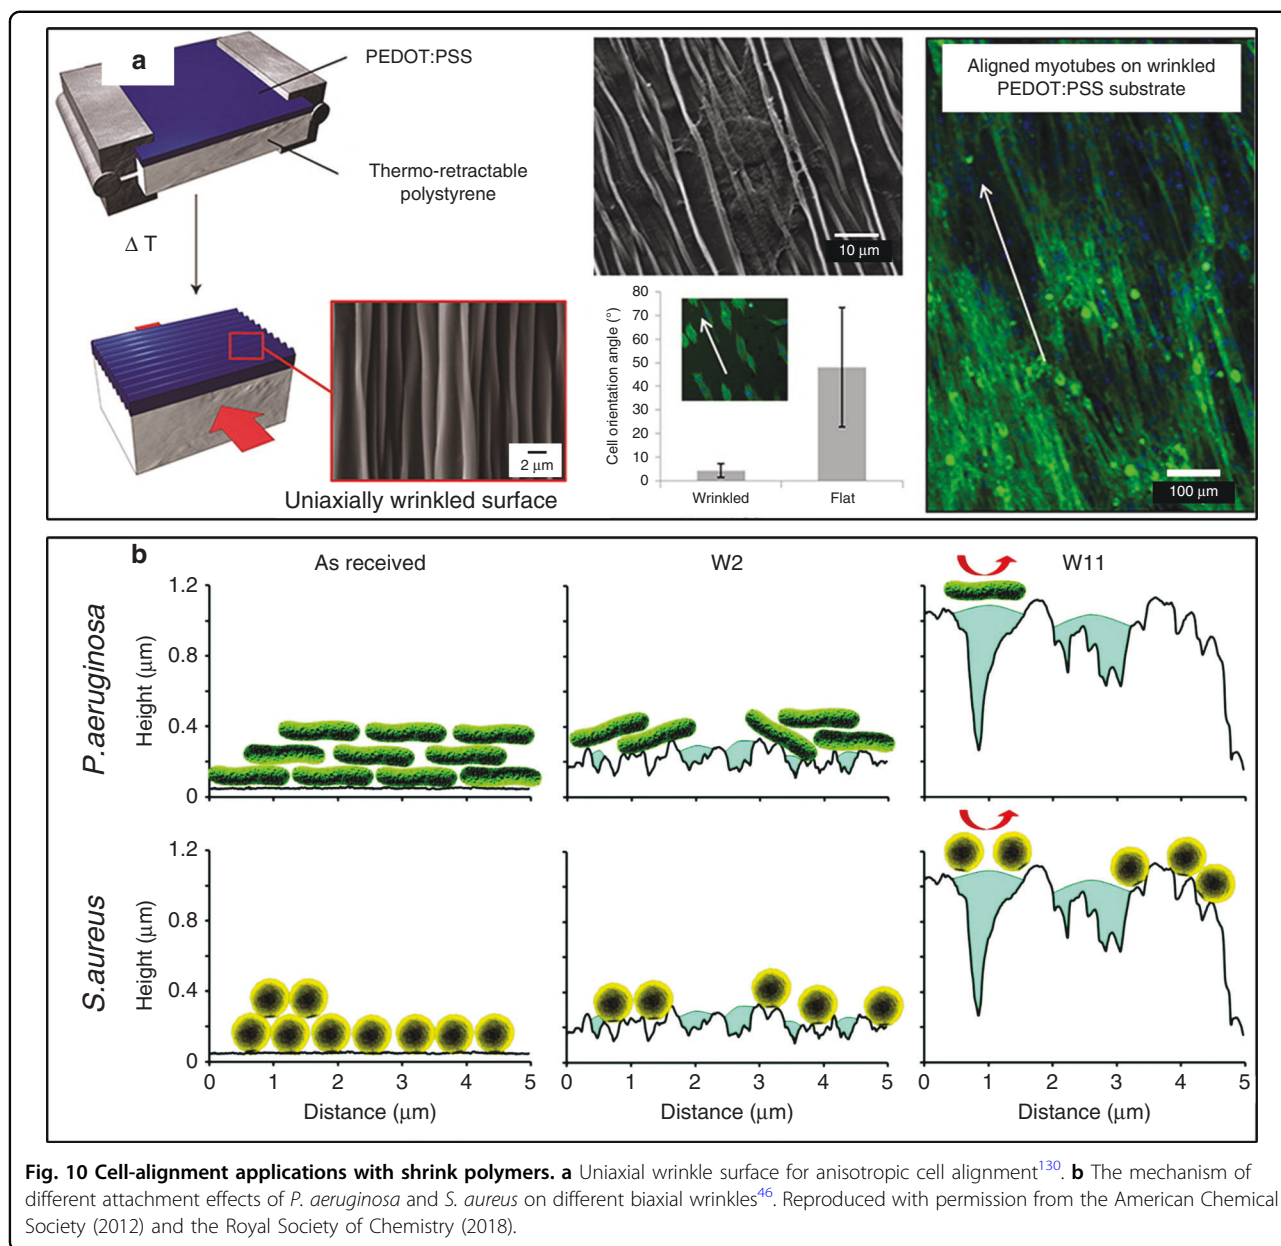 a
PEDOT:PSS
Thermo-retractable
polystyrene
Δ T
2 μm
Uniaxially wrinkled surface
10 μm
Cell orientation angle (°)
80
70
60
50
40
30
20
10
0
Wrinkled
Flat
Aligned myotubes on wrinkled
PEDOT:PSS substrate
100 μm
b
As received
W2
W11
P.aeruginosa
Height (μm)
1.2
0.8
0.4
0
S.aureus
Height (μm)
1.2
0.8
0.4
0
0 1 2 3 4 5
Distance (μm)
0 1 2 3 4 5
Distance (μm)
0 1 2 3 4 5
Distance (μm)
Fig. 10 Cell-alignment applications with shrink polymers. a Uniaxial wrinkle surface for anisotropic cell alignment130. b The mechanism of
different attachment effects of P. aeruginosa and S. aureus on different biaxial wrinkles46. Reproduced with permission from the American Chemical
Society (2012) and the Royal Society of Chemistry (2018).